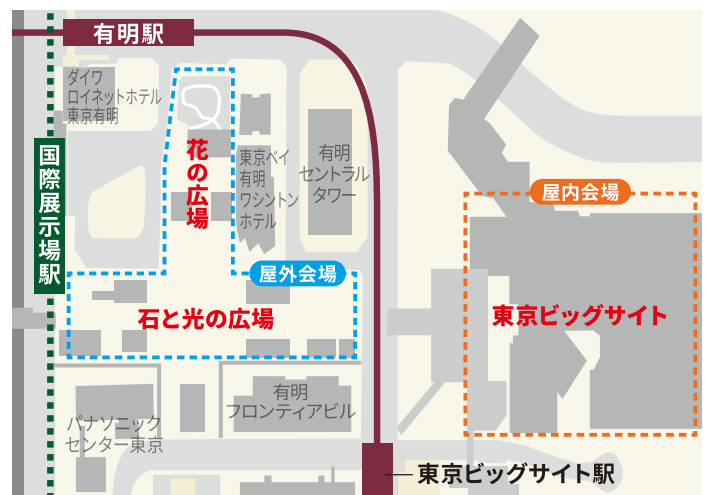 有明駅
ダイワ
ロイネットホテル
東京有明
国際展示場駅
花の広場
東京ベイ
有明
ワシントン
ホテル
有明
セントラル
タワー
屋内会場
屋外会場
石と光の広場
東京ビッグサイト
有明
フロンティアビル
パナソニック
センター東京
東京ビッグサイト駅